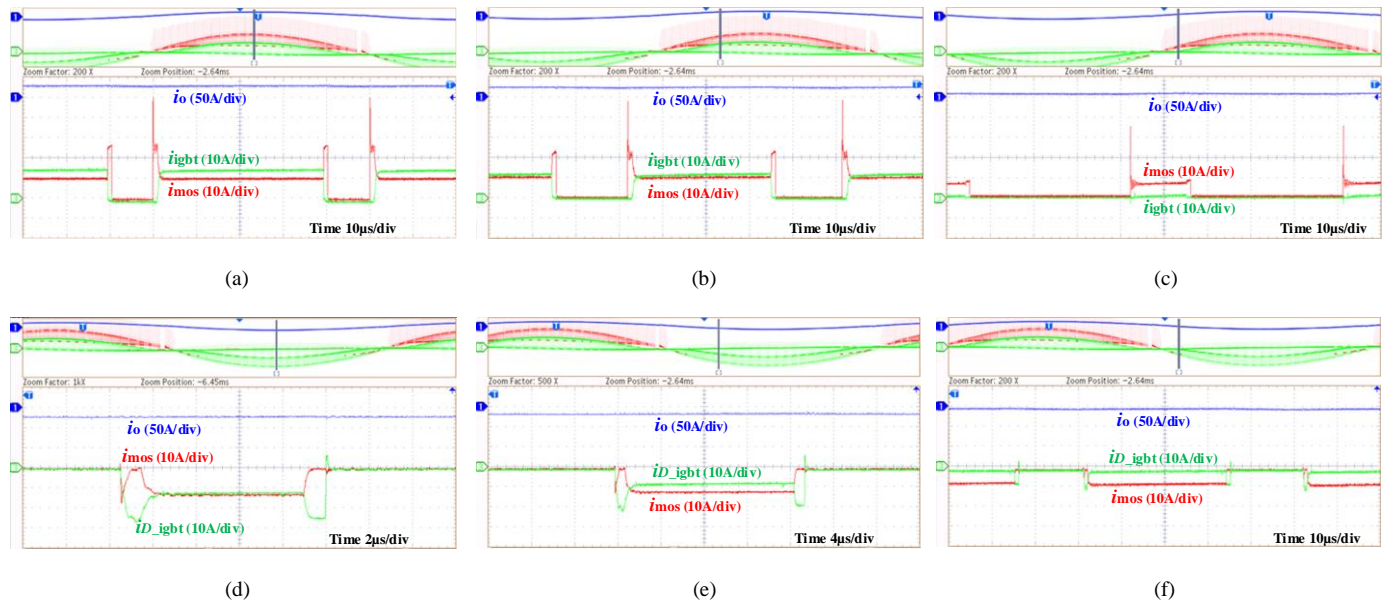 Zoom Factor: 200 X Zoom Position: -2.64ms
1
io (50A/div)
iigbt (10A/div)
imos (10A/div)
Time 10μs/div
(a)
Zoom Factor: 200 X Zoom Position: -2.64ms
1
io (50A/div)
iigbt (10A/div)
imos (10A/div)
Time 10μs/div
(b)
Zoom Factor: 200 X Zoom Position: -2.64ms
1
io (50A/div)
imos (10A/div)
iigbt (10A/div)
Time 10μs/div
(c)
Zoom Factor: 1kX Zoom Position: -6.45ms
1
io (50A/div)
imos (10A/div)
iD_igbt (10A/div)
Time 2μs/div
(d)
Zoom Factor: 500 X Zoom Position: -2.64ms
1
io (50A/div)
iD_igbt (10A/div)
imos (10A/div)
Time 4μs/div
(e)
Zoom Factor: 200 X Zoom Position: -2.64ms
1
io (50A/div)
iD_igbt (10A/div)
imos (10A/div)
Time 10μs/div
(f)